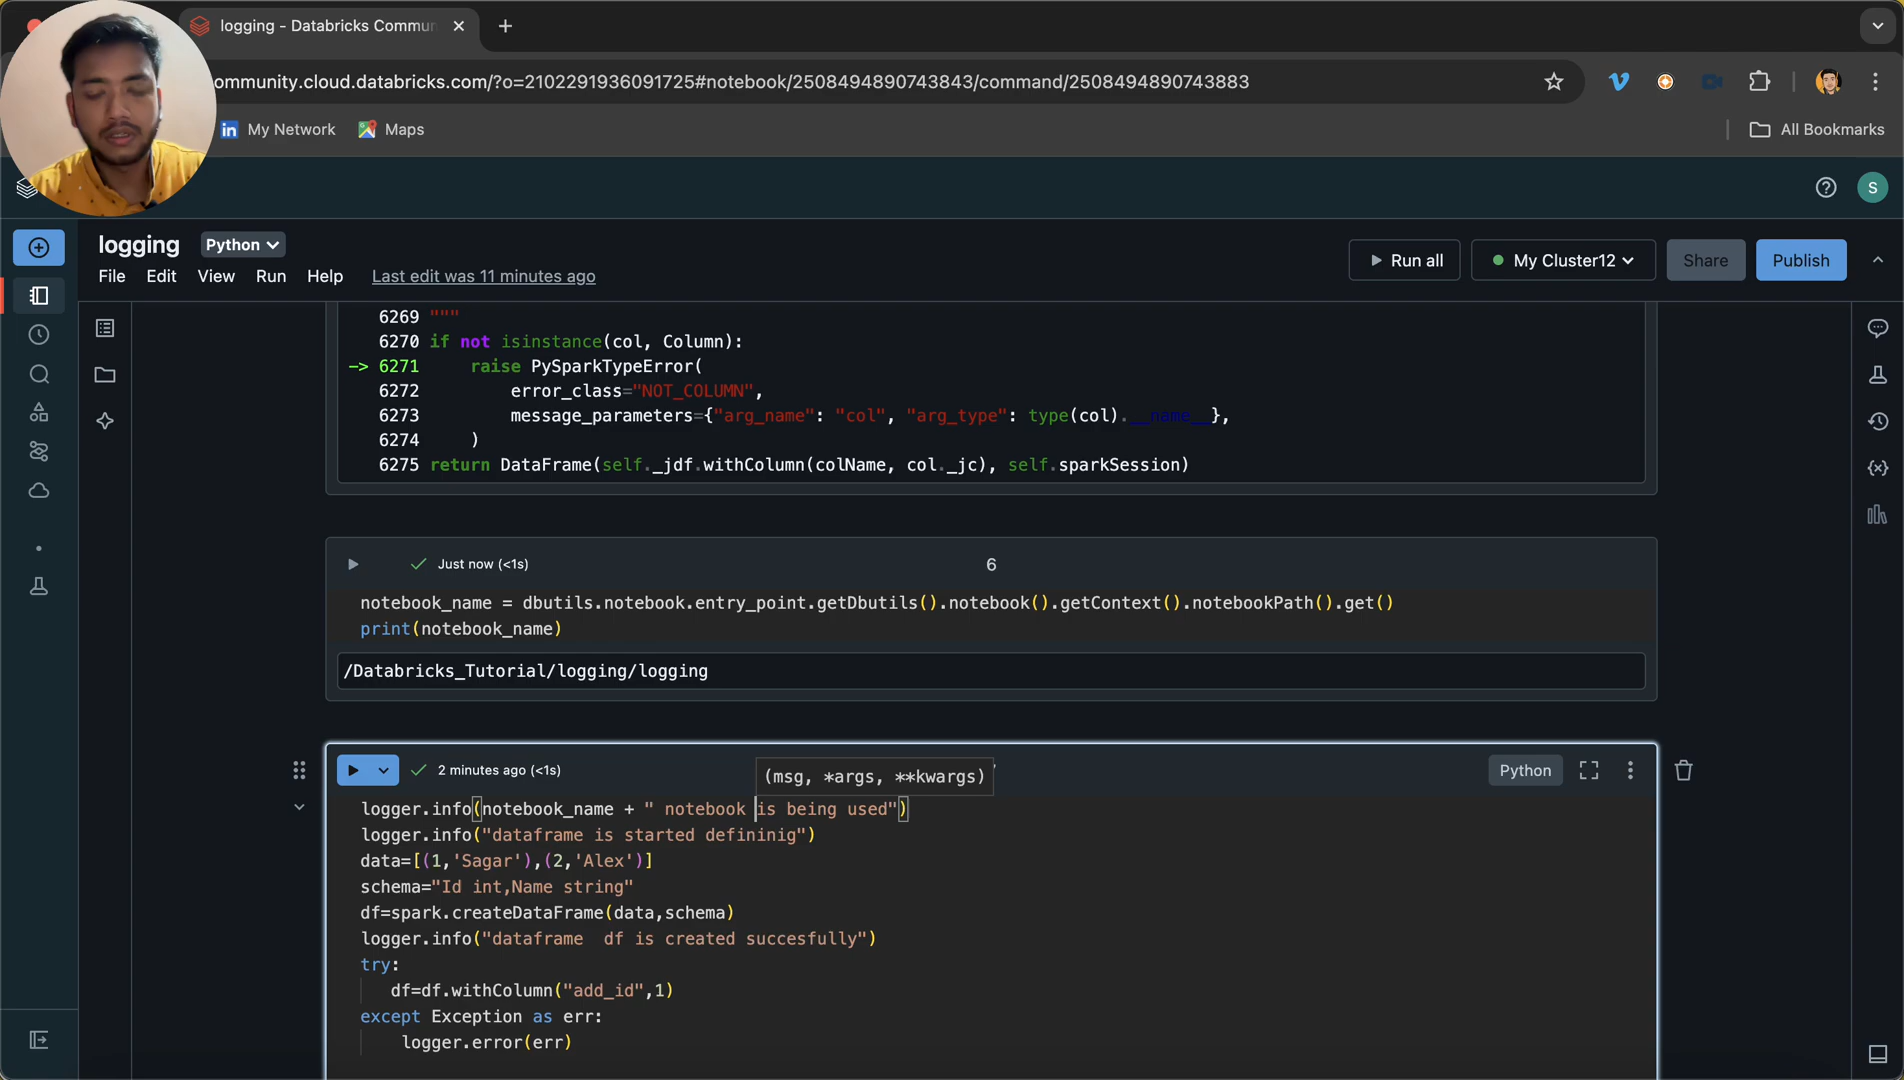 logging - Databricks Commun
ommunity.cloud.databricks.com/?o=2102291936091725#notebook/2508494890743843/command/2508494890743883
My Network
Maps
All Bookmarks
S
logging
Python
File Edit View Run Help Last edit was 11 minutes ago
Run all
My Cluster12
Share
Publish
6269 """
6270 if not isinstance(col, Column):
-> 6271     raise PySparkTypeError(
6272         error_class="NOT_COLUMN",
6273         message_parameters={"arg_name": "col", "arg_type": type(col).__name__},
6274     )
6275 return DataFrame(self._jdf.withColumn(colName, col._jc), self.sparkSession)
Just now (<1s)
6
notebook_name = dbutils.notebook.entry_point.getDbutils().notebook().getContext().notebookPath().get()
print(notebook_name)
/Databricks_Tutorial/logging/logging
2 minutes ago (<1s)
(msg, *args, **kwargs)
Python
logger.info(notebook_name + " notebook is being used")
logger.info("dataframe is started defininig")
data=[(1,'Sagar'),(2,'Alex')]
schema="Id int,Name string"
df=spark.createDataFrame(data,schema)
logger.info("dataframe  df is created succesfully")
try:
   df=df.withColumn("add_id",1)
except Exception as err:
    logger.error(err)